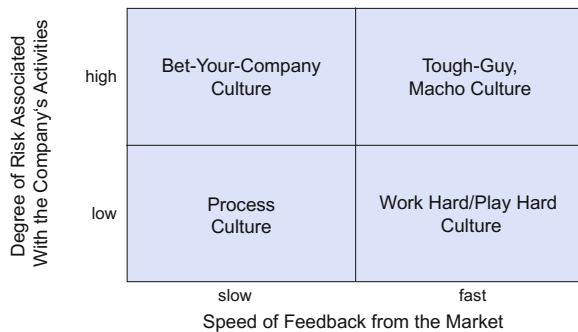 Degree of Risk Associated
With the Company's Activities
high
Bet-Your-Company
Culture
Tough-Guy,
Macho Culture
low
Process
Culture
Work Hard/Play Hard
Culture
slow
fast
Speed of Feedback from the Market